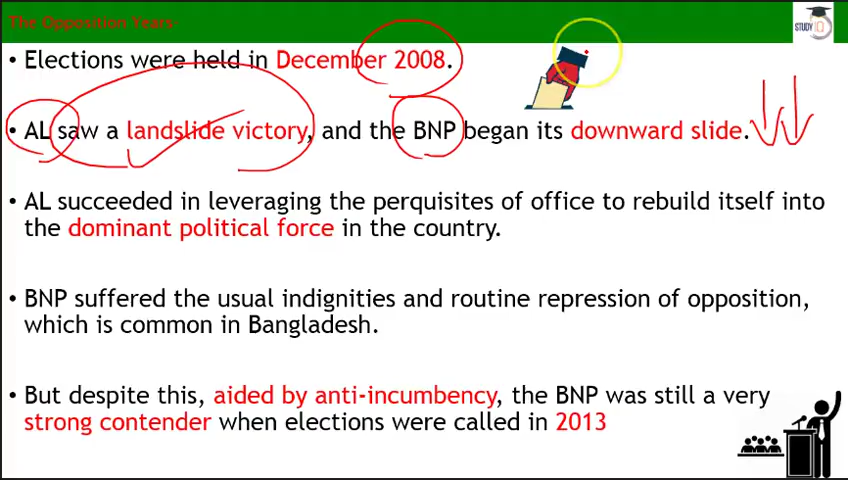 The Opposition Years
STUDY IQ
• Elections were held in December 2008.
• AL saw a landslide victory, and the BNP began its downward slide.
• AL succeeded in leveraging the perquisites of office to rebuild itself into
the dominant political force in the country.
• BNP suffered the usual indignities and routine repression of opposition,
which is common in Bangladesh.
• But despite this, aided by anti-incumbency, the BNP was still a very
strong contender when elections were called in 2013